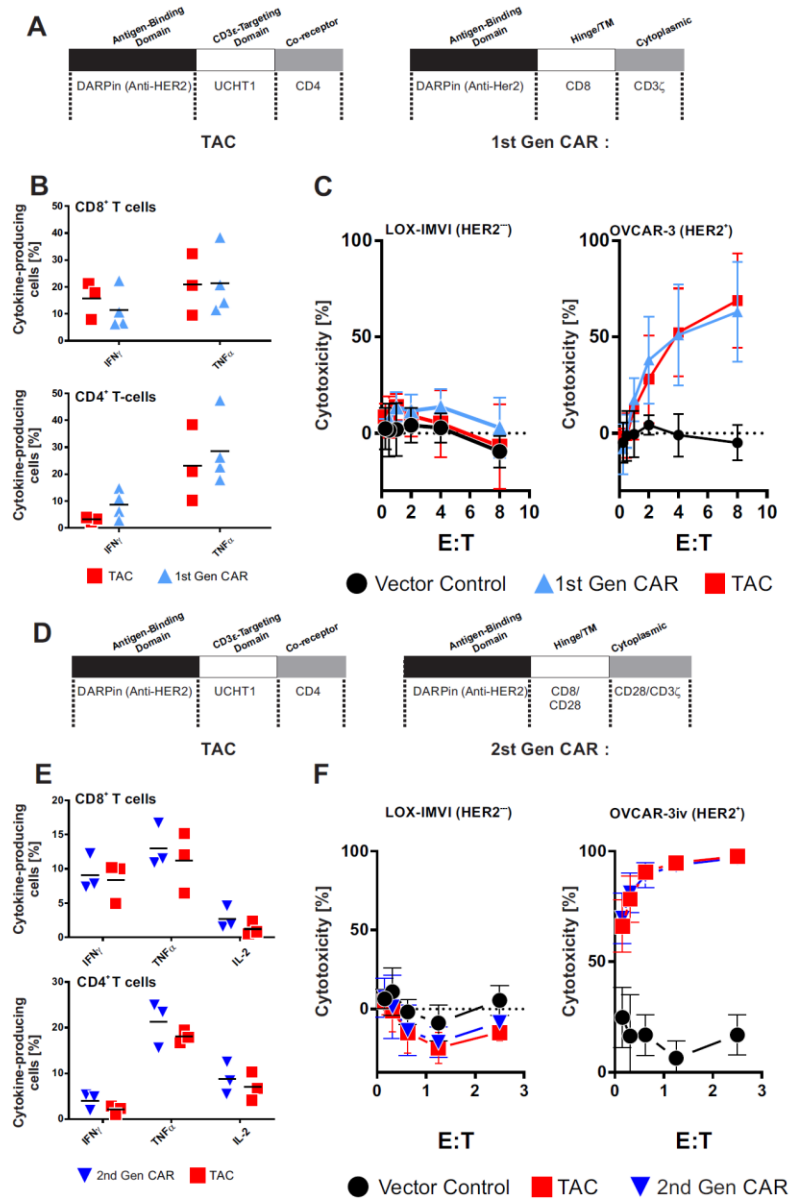 A
Antigen-Binding Domain
CD3ε-Targeting Domain
Co-receptor
Antigen-Binding Domain
Hinge/TM
Cytoplasmic
DARPin (Anti-HER2)
UCHT1
CD4
DARPin (Anti-Her2)
CD8
CD3ζ
TAC
1st Gen CAR :
B
CD8⁺ T cells
Cytokine-producing cells [%]
50
40
30
20
10
0
IFNγ
TNFα
CD4⁺ T-cells
Cytokine-producing cells [%]
50
40
30
20
10
0
IFNγ
TNFα
TAC
1st Gen CAR
C
LOX-IMVI (HER2⁻)
Cytotoxicity [%]
100
50
0
0 2 4 6 8 10
E:T
OVCAR-3 (HER2⁺)
Cytotoxicity [%]
100
50
0
0 2 4 6 8 10
E:T
Vector Control
1st Gen CAR
TAC
D
Antigen-Binding Domain
CD3ε-Targeting Domain
Co-receptor
Antigen-Binding Domain
Hinge/TM
Cytoplasmic
DARPin (Anti-HER2)
UCHT1
CD4
DARPin (Anti-HER2)
CD8/
CD28
CD28/CD3ζ
TAC
2st Gen CAR :
E
CD8⁺ T cells
Cytokine-producing cells [%]
20
15
10
5
0
IFNγ
TNFα
IL-2
CD4⁺ T cells
Cytokine-producing cells [%]
30
20
10
0
IFNγ
TNFα
IL-2
2nd Gen CAR
TAC
F
LOX-IMVI (HER2⁻)
Cytotoxicity [%]
100
50
0
0 1 2 3
E:T
OVCAR-3iv (HER2⁺)
Cytotoxicity [%]
100
50
0
0 1 2 3
E:T
Vector Control
TAC
2nd Gen CAR